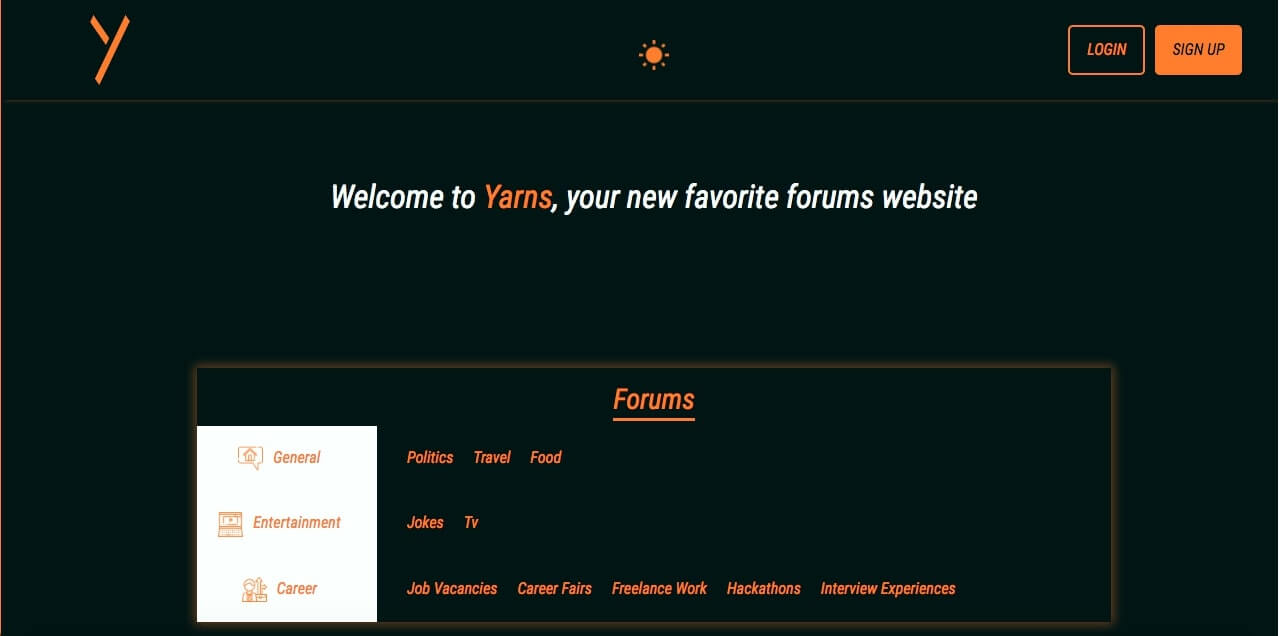 y
LOGIN SIGN UP
Welcome to Yarns, your new favorite forums website
Forums
General Politics Travel Food
Entertainment Jokes Tv
Career Job Vacancies Career Fairs Freelance Work Hackathons Interview Experiences